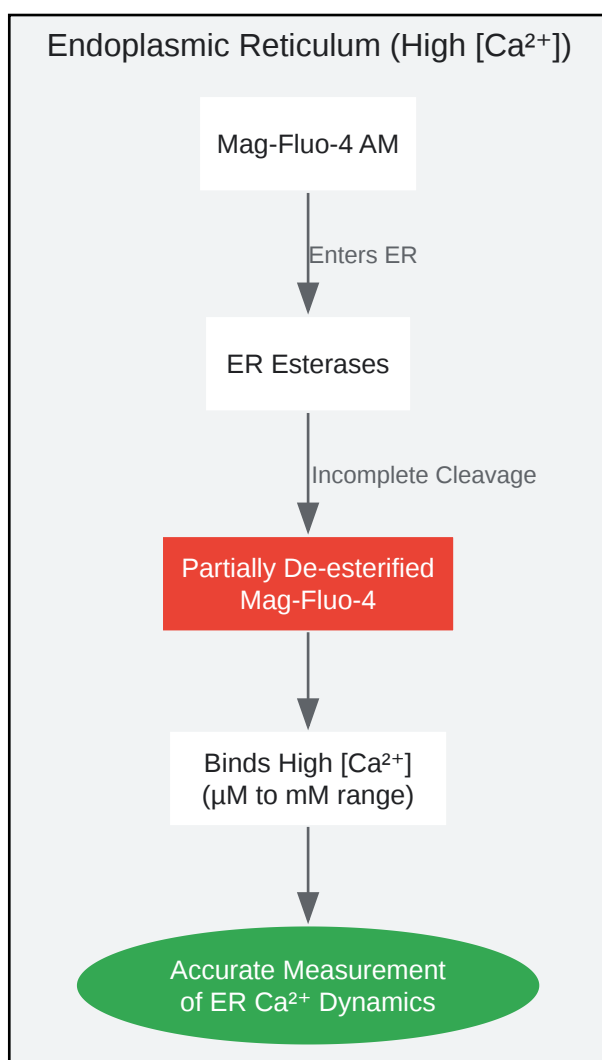 Endoplasmic Reticulum (High [Ca²⁺])
Mag-Fluo-4 AM
Enters ER
ER Esterases
Incomplete Cleavage
Partially De-esterified
Mag-Fluo-4
Binds High [Ca²⁺]
(µM to mM range)
Accurate Measurement
of ER Ca²⁺ Dynamics